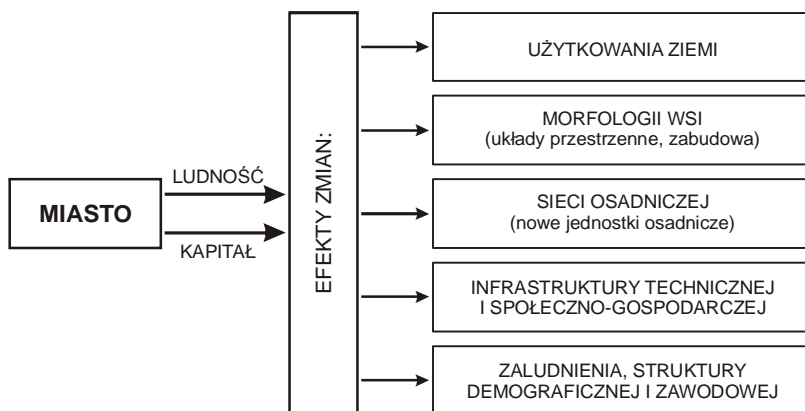 MIASTO
LUDNOŚĆ
KAPITAŁ
EFEKTY ZMIAN:
UŻYTKOWANIA ZIEMI
MORFOLOGII WSI
(układy przestrzenne, zabudowa)
SIECI OSADNICZEJ
(nowe jednostki osadnicze)
INFRASTRUKTURY TECHNICZNEJ
I SPOŁECZNO-GOSPODARCZEJ
ZALUDNIENIA, STRUKTURY
DEMOGRAFICZNEJ I ZAWODOWEJ